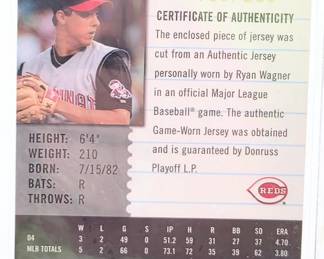 CERTIFICATE OF AUTHENTICITY
The enclosed piece of jersey was
cut from an Authentic Jersey
personally worn by Ryan Wagner
in an official Major League
Baseball® game. The authentic
Game-Worn Jersey was obtained
and is guaranteed by Donruss
Playoff L.P.
HEIGHT: 6'4"
WEIGHT: 210
BORN: 7/15/82
BATS: R
THROWS: R
REDS
W L G S IP H R BB SO ERA
04 3 2 49 0 51.2 59 31 27 37 4.70
MLB TOTALS 5 2 66 0 73.1 72 35 39 62 3.80